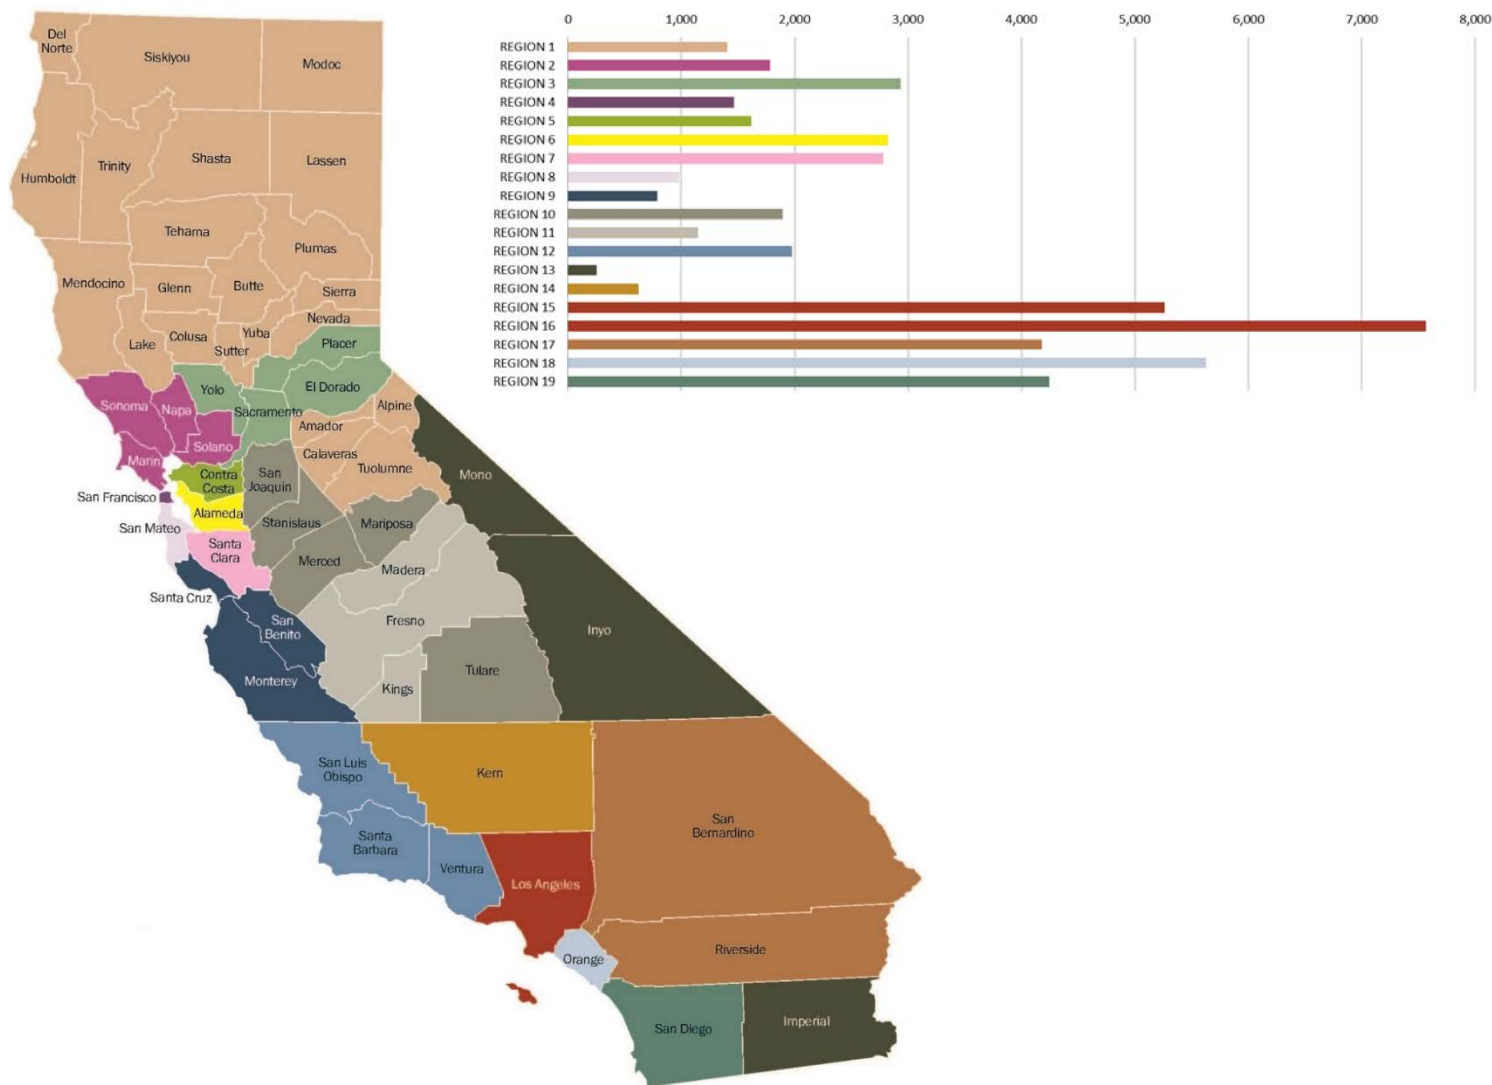 0 1,000 2,000 3,000 4,000 5,000 6,000 7,000 8,000
REGION 1
REGION 2
REGION 3
REGION 4
REGION 5
REGION 6
REGION 7
REGION 8
REGION 9
REGION 10
REGION 11
REGION 12
REGION 13
REGION 14
REGION 15
REGION 16
REGION 17
REGION 18
REGION 19
Del
Norte
Siskiyou
Modoc
Humboldt
Trinity
Shasta
Lassen
Tehama
Plumas
Mendocino
Glenn
Butte
Sierra
Lake
Colusa
Sutter
Yuba
Nevada
Placer
Yolo
El Dorado
Sonoma
Napa
Sacramento
Alpine
Solano
Amador
Marin
Calaveras
Tuolumne
Contra
Costa
San
Joaquin
Mono
San Francisco
Alameda
Stanislaus
Mariposa
San Mateo
Santa
Clara
Merced
Madera
Santa Cruz
San
Benito
Fresno
Inyo
Monterey
Kings
Tulare
San Luis
Obispo
Kern
San
Bernardino
Santa
Barbara
Ventura
Los Angeles
Orange
Riverside
San Diego
Imperial